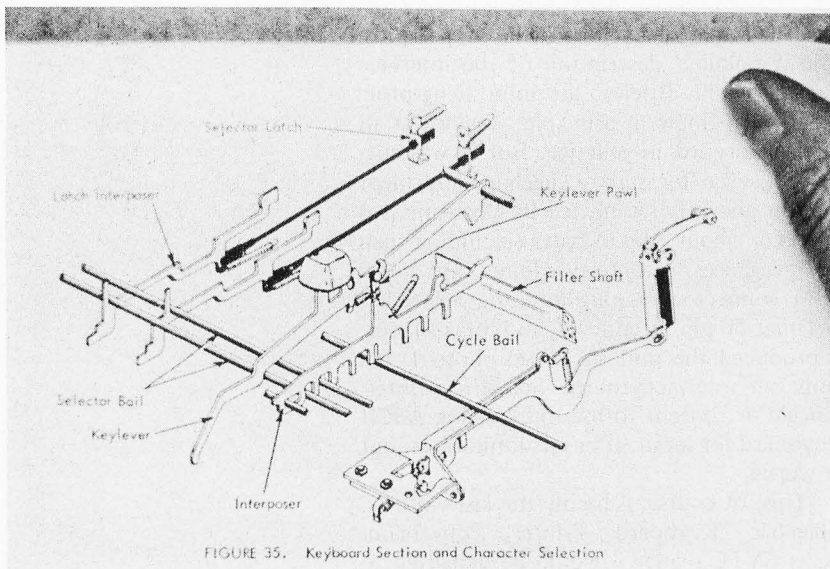 Selector Latch
Latch Interposer
Keylever Pawl
Filter Shaft
Cycle Bail
Selector Bail
Keylever
Interposer
FIGURE 35. Keyboard Section and Character Selection